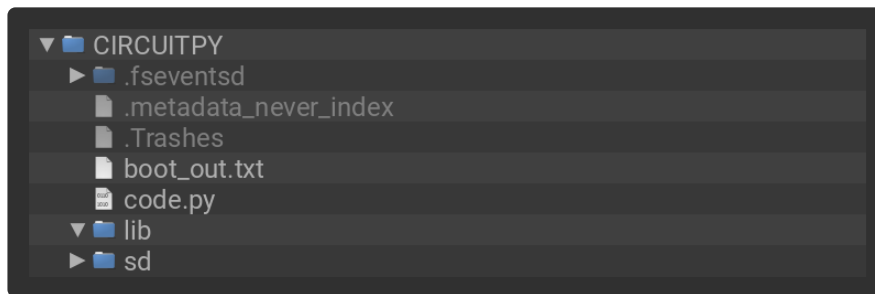 CIRCUITPY
.fseventsd
.metadata_never_index
.Trashes
boot_out.txt
code.py
lib
sd